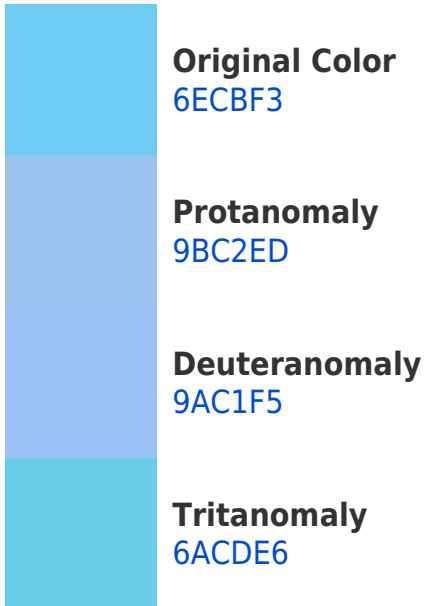 Original Color
6ECBF3
Protanomaly
9BC2ED
Deuteranomaly
9AC1F5
Tritanomaly
6ACDE6